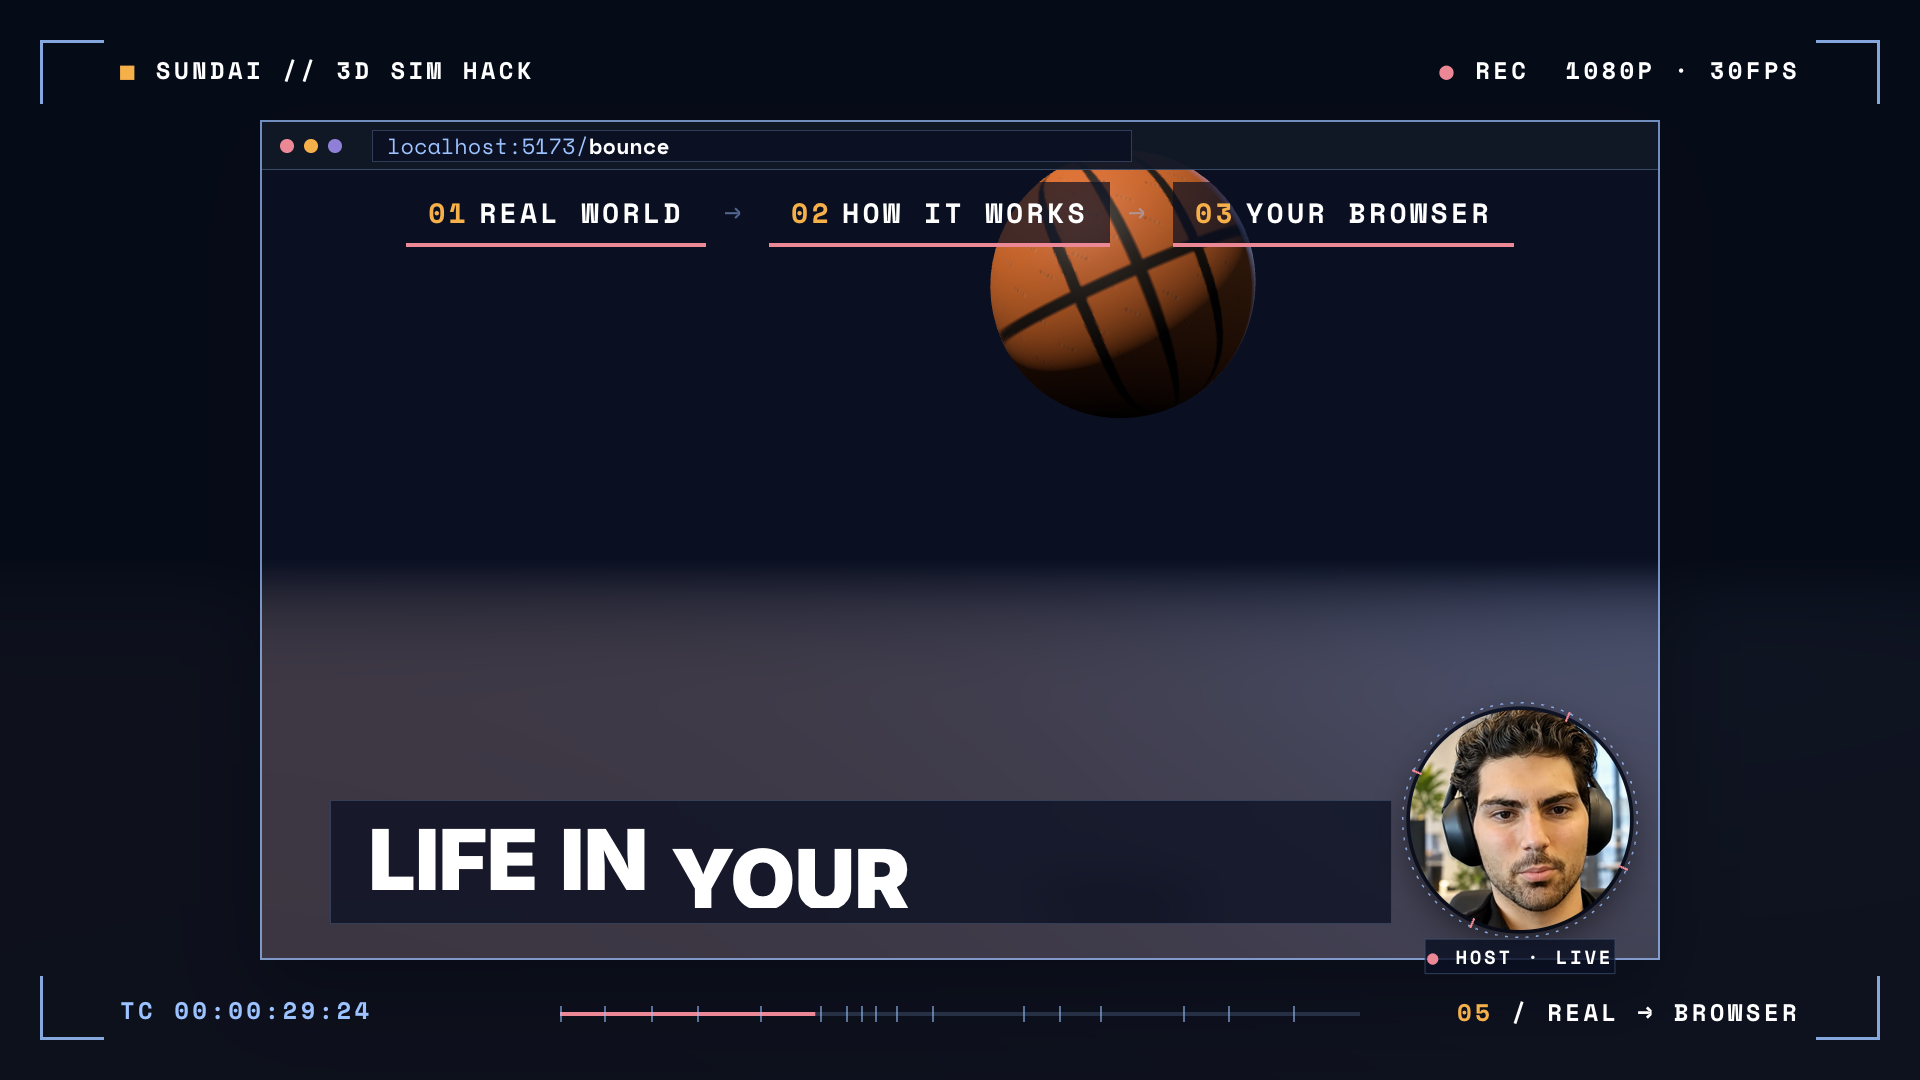 SUNDAI // 3D SIM HACK
REC 1080P · 30FPS
localhost:5173/bounce
01 REAL WORLD → 02 HOW IT WORKS → 03 YOUR BROWSER
LIFE IN YOUR
HOST · LIVE
TC 00:00:29:24
05 / REAL → BROWSER